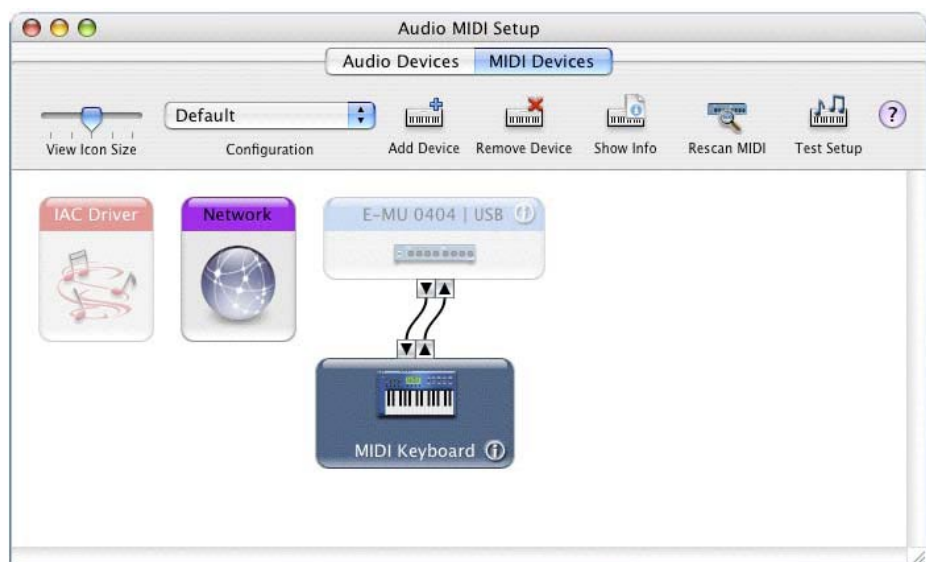 Audio MIDI Setup
Audio Devices MIDI Devices
Default
View Icon Size Configuration Add Device Remove Device Show Info Rescan MIDI Test Setup ?
IAC Driver Network E-MU 0404 | USB i
MIDI Keyboard i